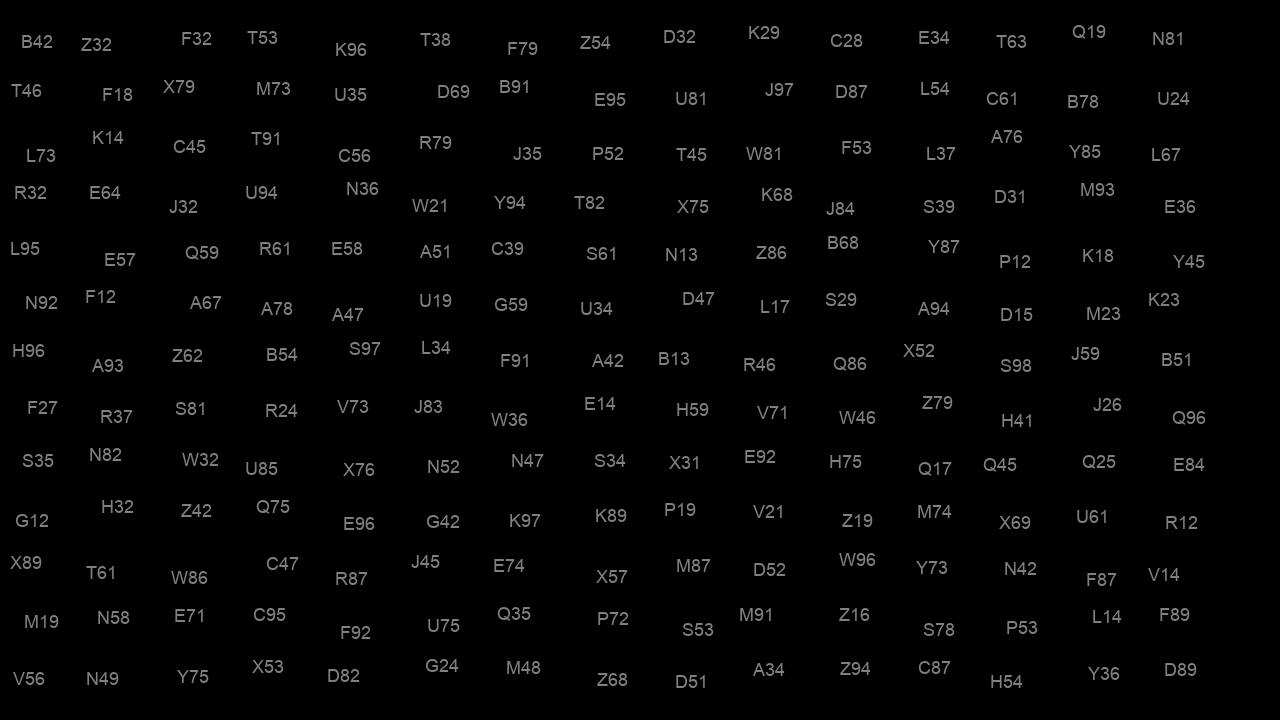 B42 Z32 F32 T53 K96 T38 F79 Z54 D32 K29 C28 E34 T63 Q19 N81
T46 F18 X79 M73 U35 D69 B91 E95 U81 J97 D87 L54 C61 B78 U24
L73 K14 C45 T91 C56 R79 J35 P52 T45 W81 F53 L37 A76 Y85 L67
R32 E64 J32 U94 N36 W21 Y94 T82 X75 K68 J84 S39 D31 M93 E36
L95 E57 Q59 R61 E58 A51 C39 S61 N13 Z86 B68 Y87 P12 K18 Y45
N92 F12 A67 A78 A47 U19 G59 U34 D47 L17 S29 A94 D15 M23 K23
H96 A93 Z62 B54 S97 L34 F91 A42 B13 R46 Q86 X52 S98 J59 B51
F27 R37 S81 R24 V73 J83 W36 E14 H59 V71 W46 Z79 H41 J26 Q96
S35 N82 W32 U85 X76 N52 N47 S34 X31 E92 H75 Q17 Q45 Q25 E84
G12 H32 Z42 Q75 E96 G42 K97 K89 P19 V21 Z19 M74 X69 U61 R12
X89 T61 W86 C47 R87 J45 E74 X57 M87 D52 W96 Y73 N42 F87 V14
M19 N58 E71 C95 F92 U75 Q35 P72 S53 M91 Z16 S78 P53 L14 F89
V56 N49 Y75 X53 D82 G24 M48 Z68 D51 A34 Z94 C87 H54 Y36 D89